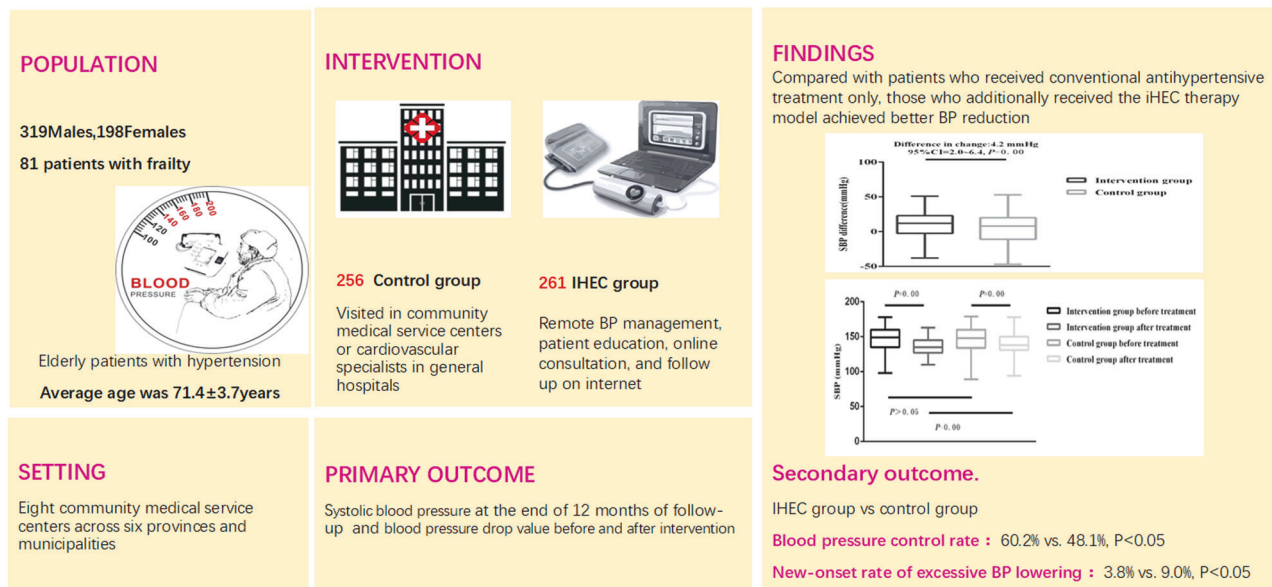 POPULATION
319Males,198Females
81 patients with frailty
100
120
140
160
180
200
BLOOD
PRESSURE
Elderly patients with hypertension
Average age was 71.4±3.7years
INTERVENTION
256 Control group
Visited in community
medical service centers
or cardiovascular
specialists in general
hospitals
261 IHEC group
Remote BP management,
patient education, online
consultation, and follow
up on internet
SETTING
Eight community medical service
centers across six provinces and
municipalities
PRIMARY OUTCOME
Systolic blood pressure at the end of 12 months of follow-
up and blood pressure drop value before and after intervention
FINDINGS
Compared with patients who received conventional antihypertensive
treatment only, those who additionally received the iHEC therapy
model achieved better BP reduction
Difference in change:4.2 mmHg
95%CI=2.0~6.4, P=0.00
SBP difference(mmHg)
100
50
0
-50
Intervention group
Control group
SBP (mmHg)
200
150
100
50
0
P=0.00
P=0.00
P>0.05
P=0.00
Intervention group before treatment
Intervention group after treatment
Control group before treatment
Control group after treatment
Secondary outcome.
IHEC group vs control group
Blood pressure control rate： 60.2% vs. 48.1%, P<0.05
New-onset rate of excessive BP lowering： 3.8% vs. 9.0%, P<0.05